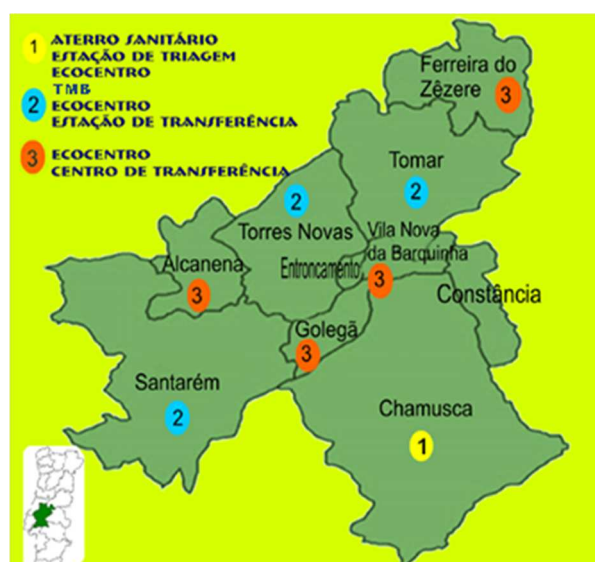 1 ATERRO SANITÁRIO
ESTAÇÃO DE TRIAGEM
ECOCENTRO
TMB
2 ECOCENTRO
ESTAÇÃO DE TRANSFERÊNCIA
3 ECOCENTRO
CENTRO DE TRANSFERÊNCIA
Ferreira do
Zêzere 3
Tomar
2
2
Torres Novas
Vila Nova
da Barquinha
Entroncamento
3
Alcanena
3
Constância
Golegã
3
Santarém
2
Chamusca
1